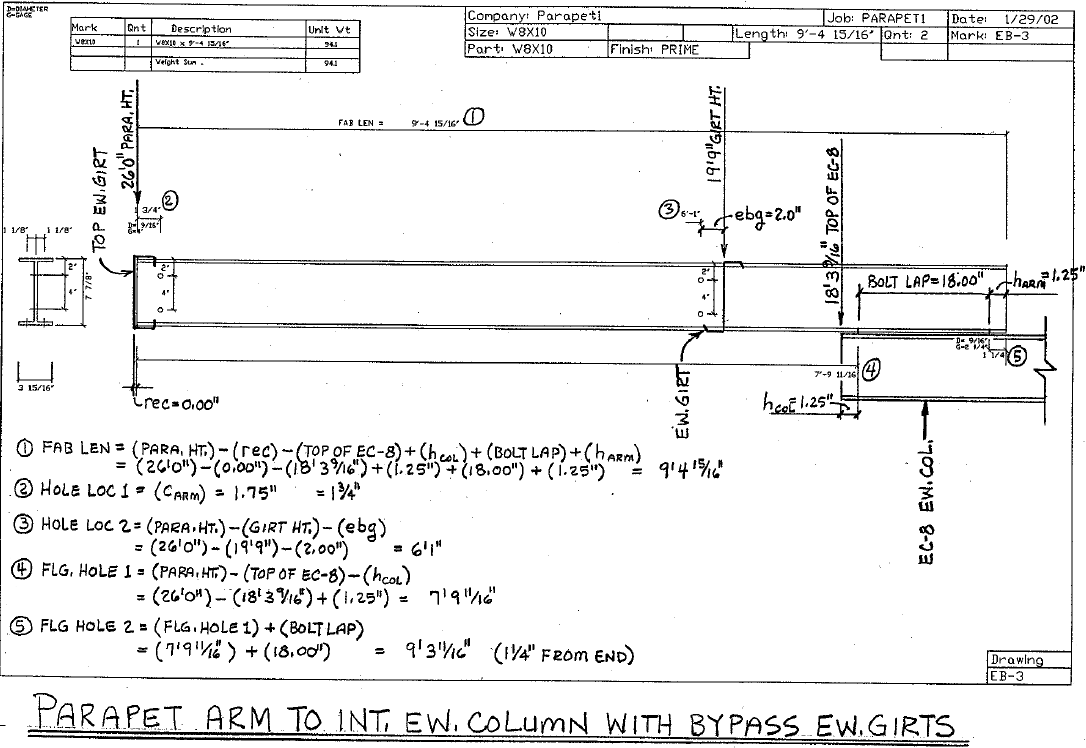 D=DIAMETER
G=GAGE
Mark Qnt Description Unit Wt
W8X10 1 W8X10 x 9'-4 15/16" 94.1
Weight Sum . 94.1
Company: Parapet1 Job: PARAPET1 Date: 1/29/02
Size: W8X10 Length: 9'-4 15/16" Qnt: 2 Mark: EB-3
Part: W8X10 Finish: PRIME
FAB LEN = 9'-4 15/16" ①
26'0" PARA. HT.
TOP EW. GIRT
19'9" GIRT HT.
18'3 9/16" TOP OF EC-8
1 3/4" ②
D= 9/16"
③ 6'-1" ebg=2.0"
1 1/8" 1 1/8"
2"
4"
7 7/8"
3 15/16"
2"
4"
2"
4"
BOLT LAP=18.00" hARM=1.25"
D= 9/16"
G=2 1/4"
1 1/4" ⑤
7'-9 11/16" ④
rec=0.00"
EW. GIRT
hCOL=1.25"
EC-8 EW. COL.
① FAB LEN = (PARA. HT.)-(rec)-(TOP OF EC-8)+(hCOL)+(BOLT LAP)+(hARM)
= (26'0")-(0.00")-(18'3 9/16")+(1.25")+(18.00")+(1.25") = 9'4 15/16"
② HOLE LOC 1 = (CARM) = 1.75" = 1 3/4"
③ HOLE LOC 2 = (PARA. HT.)-(GIRT HT.)-(ebg)
= (26'0")-(19'9")-(2.00") = 6'1"
④ FLG. HOLE 1 = (PARA. HT.)-(TOP OF EC-8)-(hCOL)
= (26'0")-(18'3 9/16")+(1.25") = 7'9 11/16"
⑤ FLG HOLE 2 = (FLG. HOLE 1)+(BOLT LAP)
= (7'9 11/16")+(18.00") = 9'3 11/16" (1 1/4" FROM END)
Drawing
EB-3
PARAPET ARM TO INT. EW. COLUMN WITH BYPASS EW. GIRTS